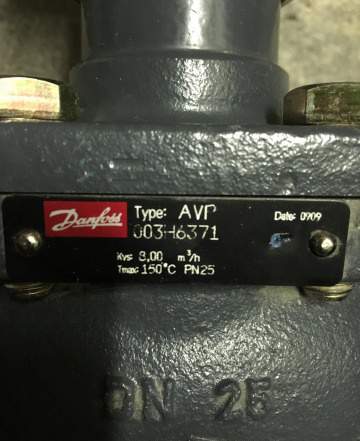 Danfoss
Type: AVP
Date: 0909
003H6371
Kvs: 8,00 m³/h
Tmax: 150°C PN25
DN 25